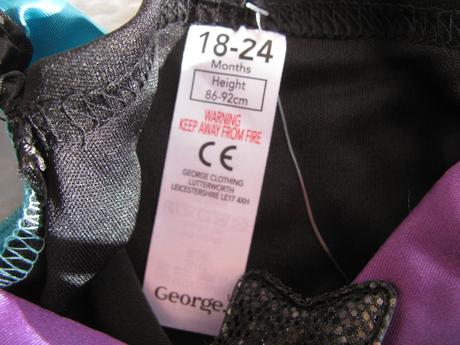 18-24
Months
Height
86-92cm
WARNING
KEEP AWAY FROM FIRE
CE
GEORGE CLOTHING
LUTTERWORTH
LEICESTERSHIRE LE17 4XH
George